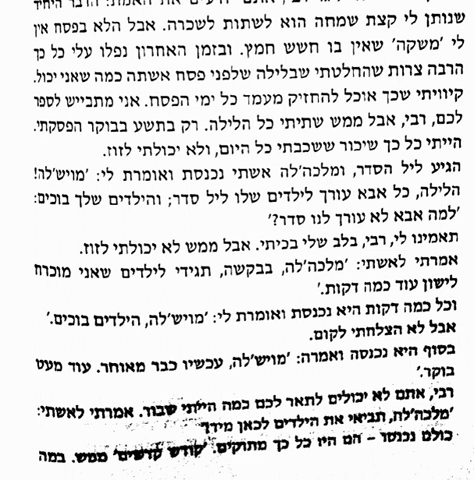 שנותן לי קצת שמחה הוא לשתות לשכרה. אבל הלא בפסח אין
לי 'משקה' שאין בו חשש חמץ. ובזמן האחרון נפלו עלי כל כך
הרבה צרות שהחלטתי שבלילה שלפני פסח אשתה כמה שאני יכול.
קיוויתי שכך אוכל להחזיק מעמד כל ימי הפסח. אני מתבייש לספר
לכם, רבי, אבל ממש שתיתי כל הלילה. רק בתשע בבוקר הפסקתי.
הייתי כל כך שיכור ששכבתי כל היום, ולא יכולתי לזוז.
הגיע ליל הסדר, ומלכה'לה אשתי נכנסת ואומרת לי: 'מויש'לה!
הלילה, כל אבא עורך לילדים שלו ליל סדר; והילדים שלך בוכים:
'למה אבא לא עורך לנו סדר?'
תאמינו לי, רבי, בלב שלי בכיתי. אבל ממש לא יכולתי לזוז.
אמרתי לאשתי: 'מלכה'לה, בבקשה, תגידי לילדים שאני מוכרח
לישון עוד כמה דקות.'
וכל כמה דקות היא נכנסת ואומרת לי: 'מויש'לה, הילדים בוכים.'
אבל לא הצלחתי לקום.
בסוף היא נכנסה ואמרה: 'מויש'לה, עכשיו כבר מאוחר. עוד מעט
בוקר.'
רבי, אתם לא יכולים לתאר לכם כמה הייתי שבור. אמרתי לאשתי:
'מלכה'לה, תביאי את הילדים לכאן מיד.'
כולם נכנסו – הם היו כל כך מתוקים. 'קודש קדשים' ממש. במה